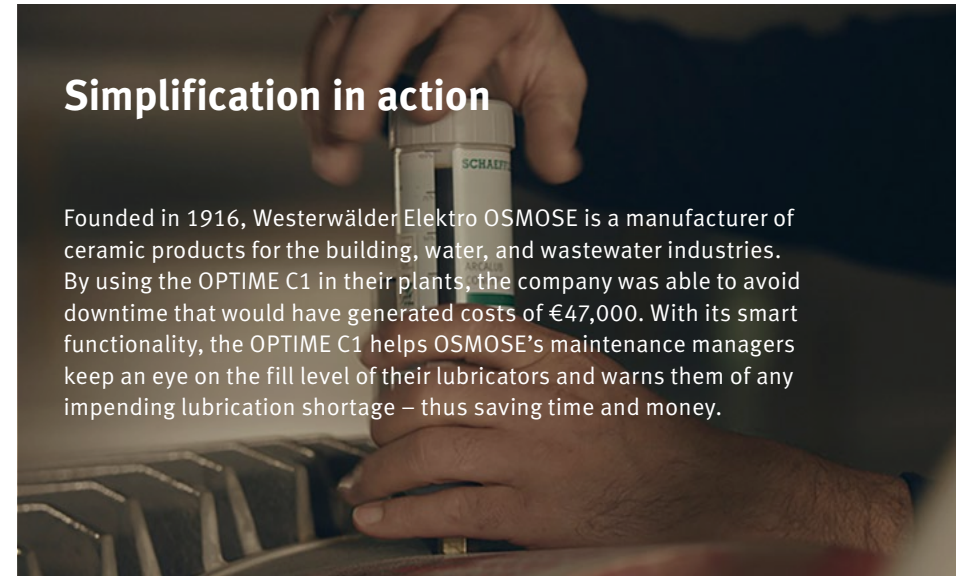 Simplification in action
SCHAEFF
Founded in 1916, Westerwälder Elektro OSMOSE is a manufacturer of
ceramic products for the building, water, and wastewater industries.
By using the OPTIME C1 in their plants, the company was able to avoid
downtime that would have generated costs of €47,000. With its smart
functionality, the OPTIME C1 helps OSMOSE’s maintenance managers
keep an eye on the fill level of their lubricators and warns them of any
impending lubrication shortage – thus saving time and money.